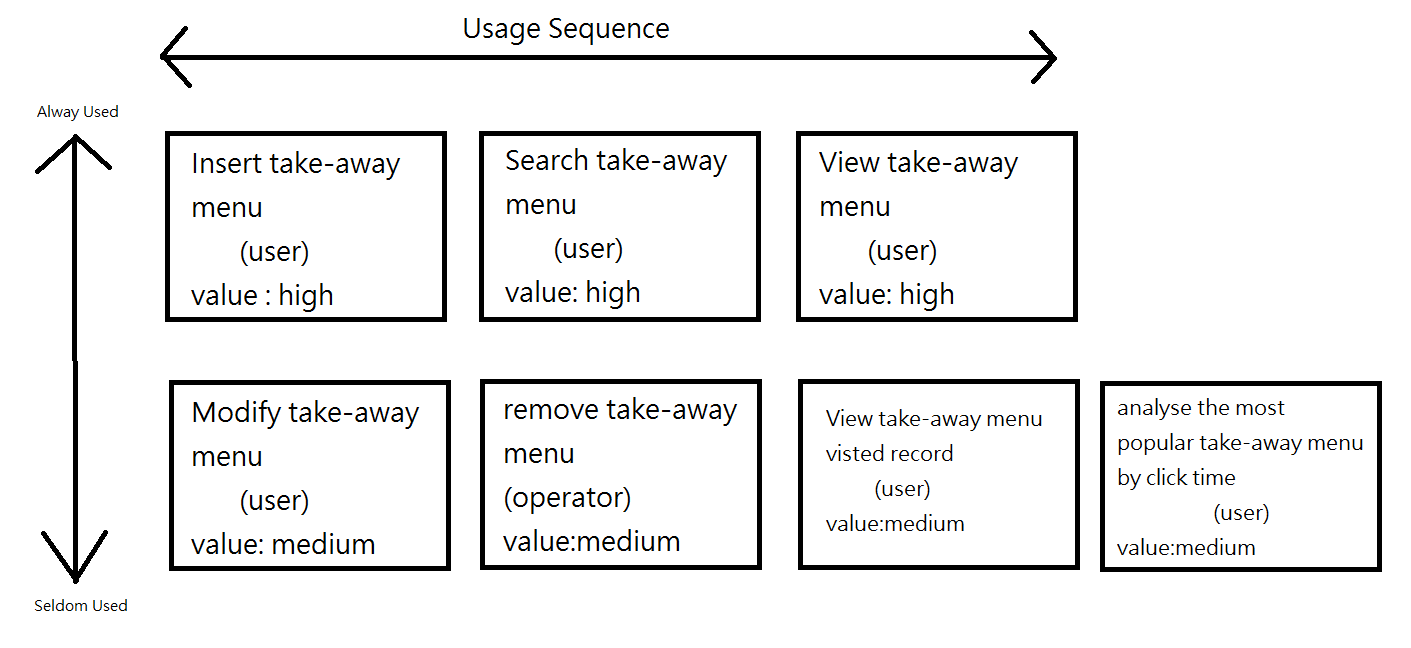 Usage Sequence
Alway Used
Insert take-away
menu
(user)
value : high
Search take-away
menu
(user)
value: high
View take-away
menu
(user)
value: high
Modify take-away
menu
(user)
value: medium
remove take-away
menu
(operator)
value:medium
View take-away menu
visted record
(user)
value:medium
analyse the most
popular take-away menu
by click time
(user)
value:medium
Seldom Used